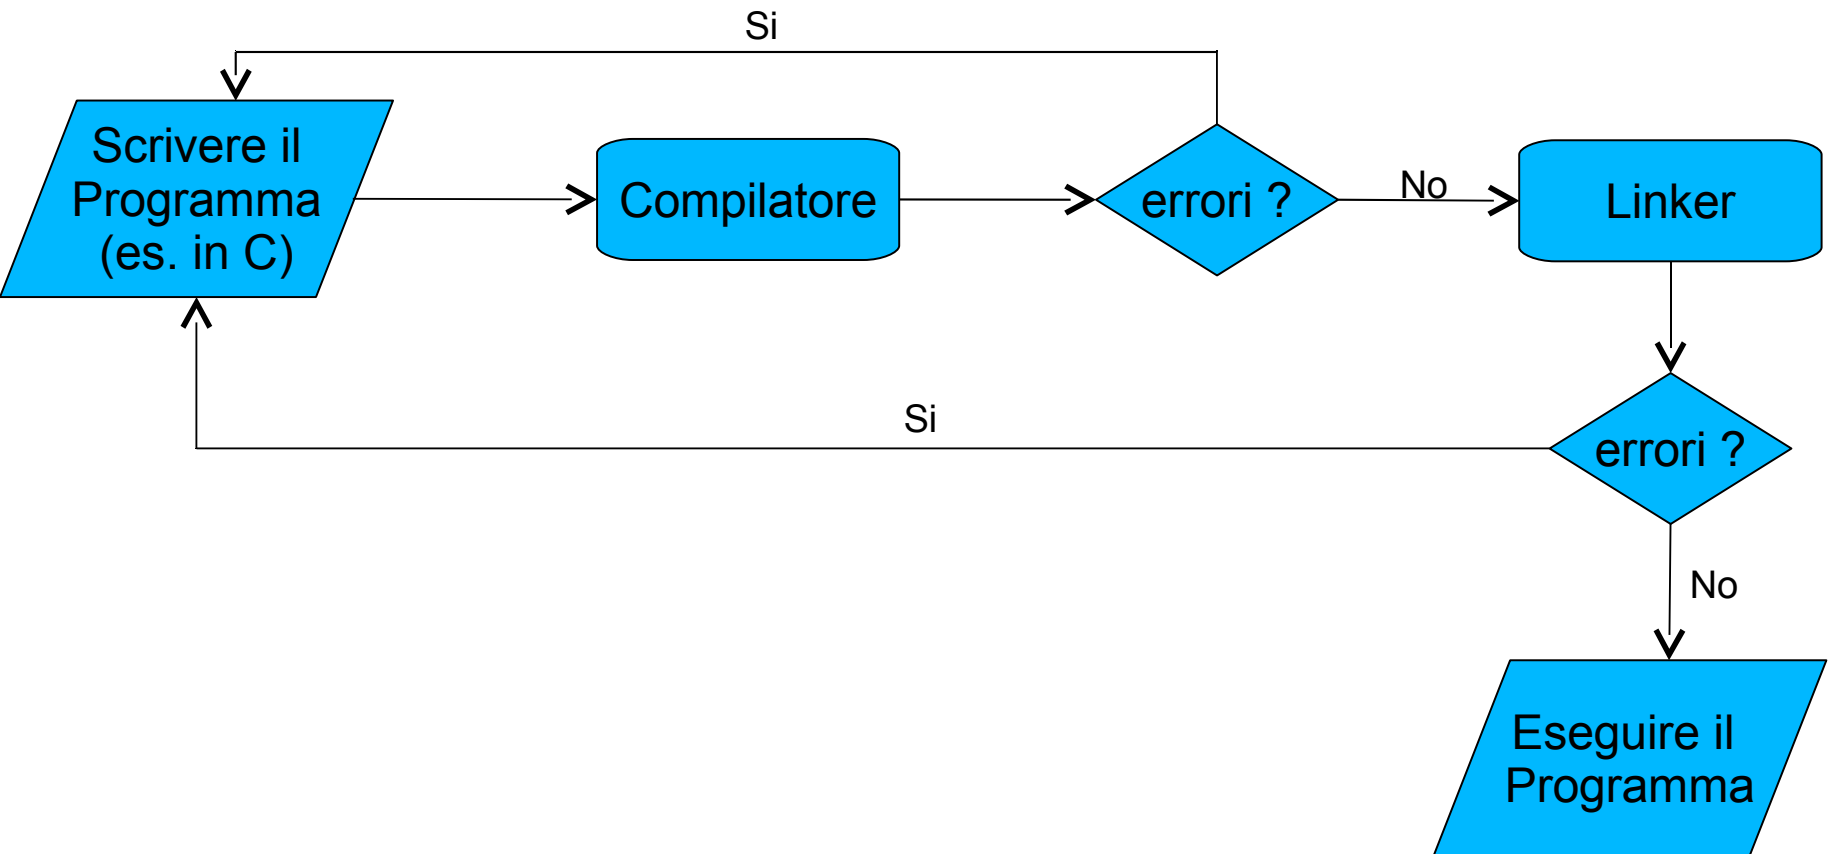 Si
Scrivere il
Programma
(es. in C)
Compilatore
errori ?
No
Linker
Si
errori ?
No
Eseguire il
Programma